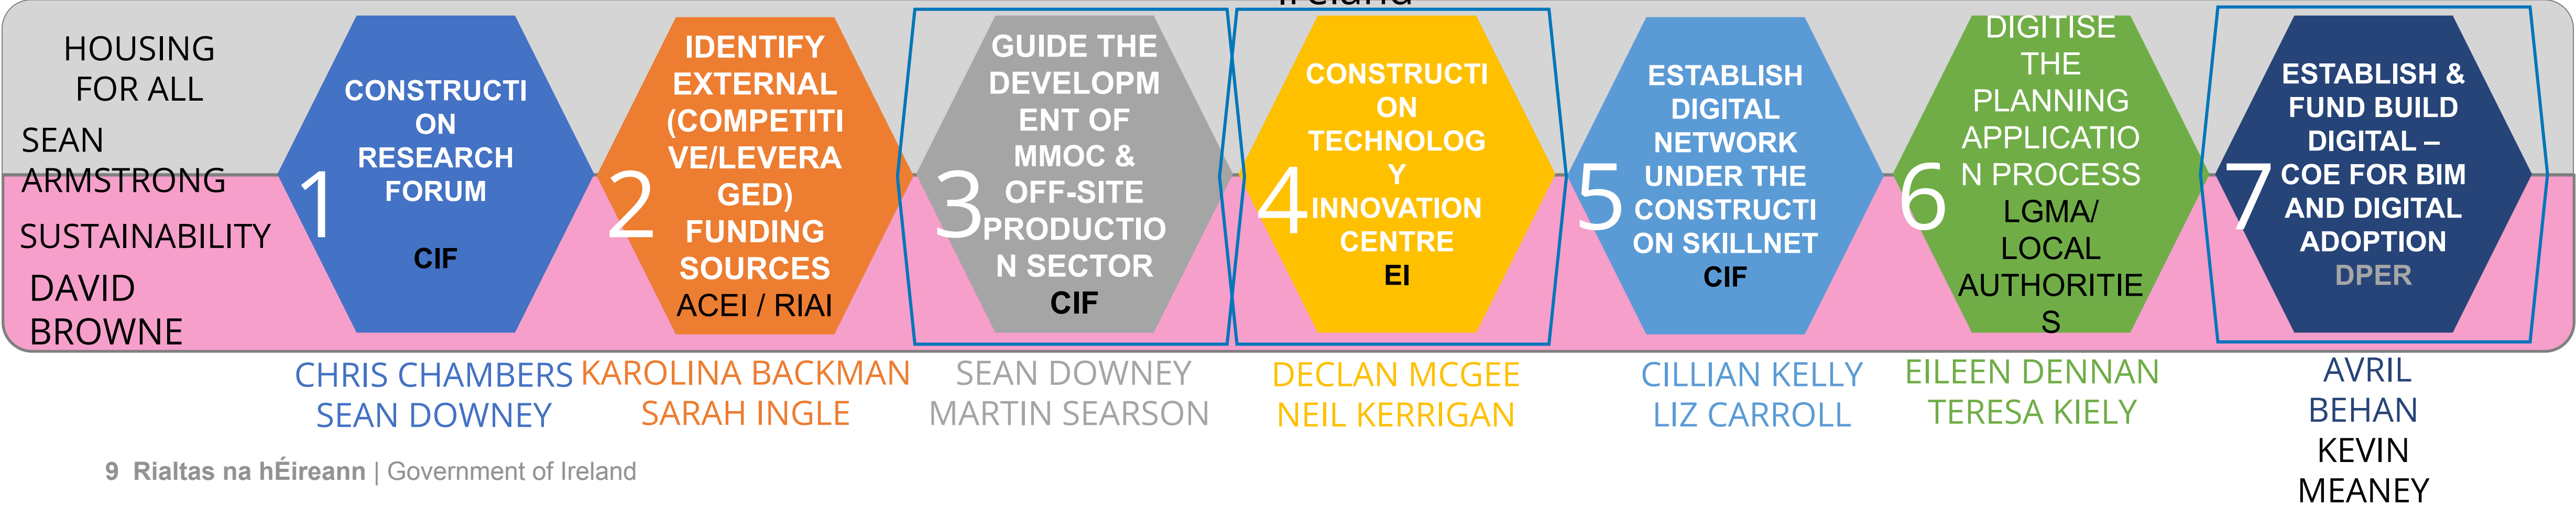 Ireland
HOUSING
FOR ALL
SEAN
ARMSTRONG
SUSTAINABILITY
DAVID
BROWNE
1
CONSTRUCTI
ON
RESEARCH
FORUM
CIF
2
IDENTIFY
EXTERNAL
(COMPETITI
VE/LEVERA
GED)
FUNDING
SOURCES
ACEI / RIAI
3
GUIDE THE
DEVELOPM
ENT OF
MMOC &
OFF-SITE
PRODUCTIO
N SECTOR
CIF
4
CONSTRUCTI
ON
TECHNOLOG
Y
INNOVATION
CENTRE
EI
5
ESTABLISH
DIGITAL
NETWORK
UNDER THE
CONSTRUCTI
ON SKILLNET
CIF
6
DIGITISE
THE
PLANNING
APPLICATIO
N PROCESS
LGMA/
LOCAL
AUTHORITIE
S
7
ESTABLISH &
FUND BUILD
DIGITAL –
COE FOR BIM
AND DIGITAL
ADOPTION
DPER
CHRIS CHAMBERS
SEAN DOWNEY
KAROLINA BACKMAN
SARAH INGLE
SEAN DOWNEY
MARTIN SEARSON
DECLAN MCGEE
NEIL KERRIGAN
CILLIAN KELLY
LIZ CARROLL
EILEEN DENNAN
TERESA KIELY
AVRIL
BEHAN
KEVIN
MEANEY
9 Rialtas na hÉireann | Government of Ireland